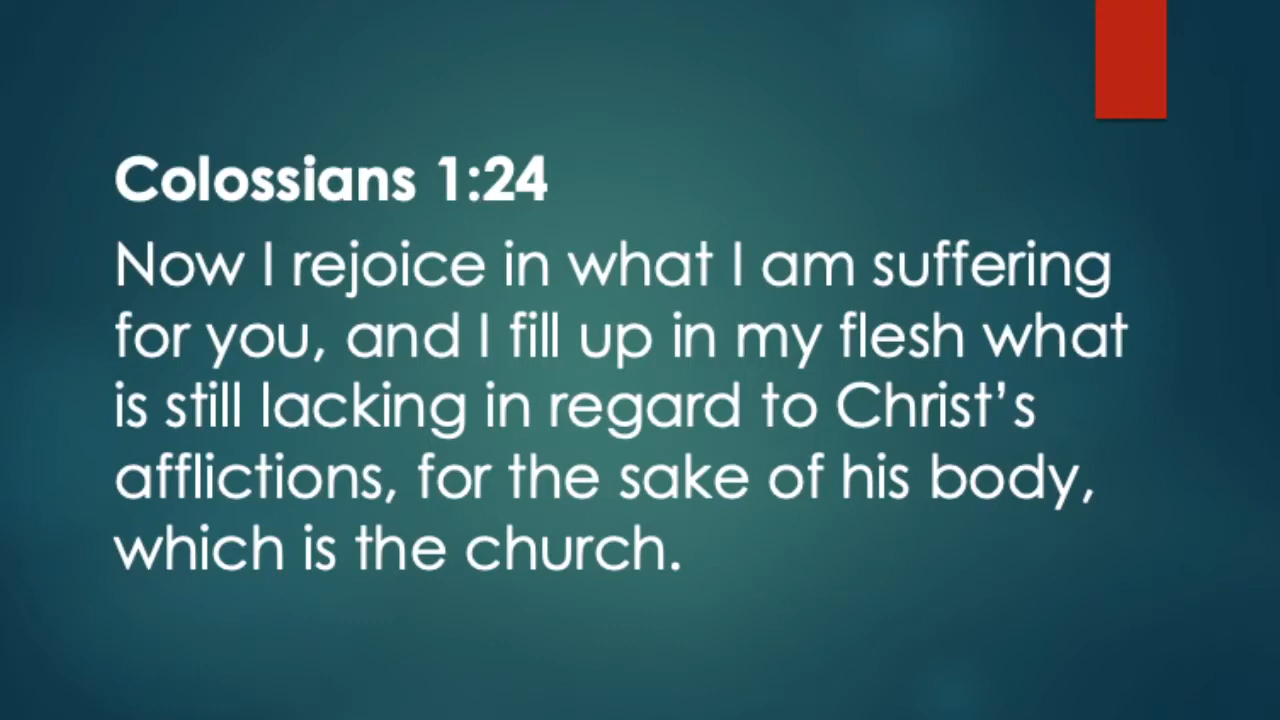 Colossians 1:24
Now I rejoice in what I am suffering
for you, and I fill up in my flesh what
is still lacking in regard to Christ’s
afflictions, for the sake of his body,
which is the church.